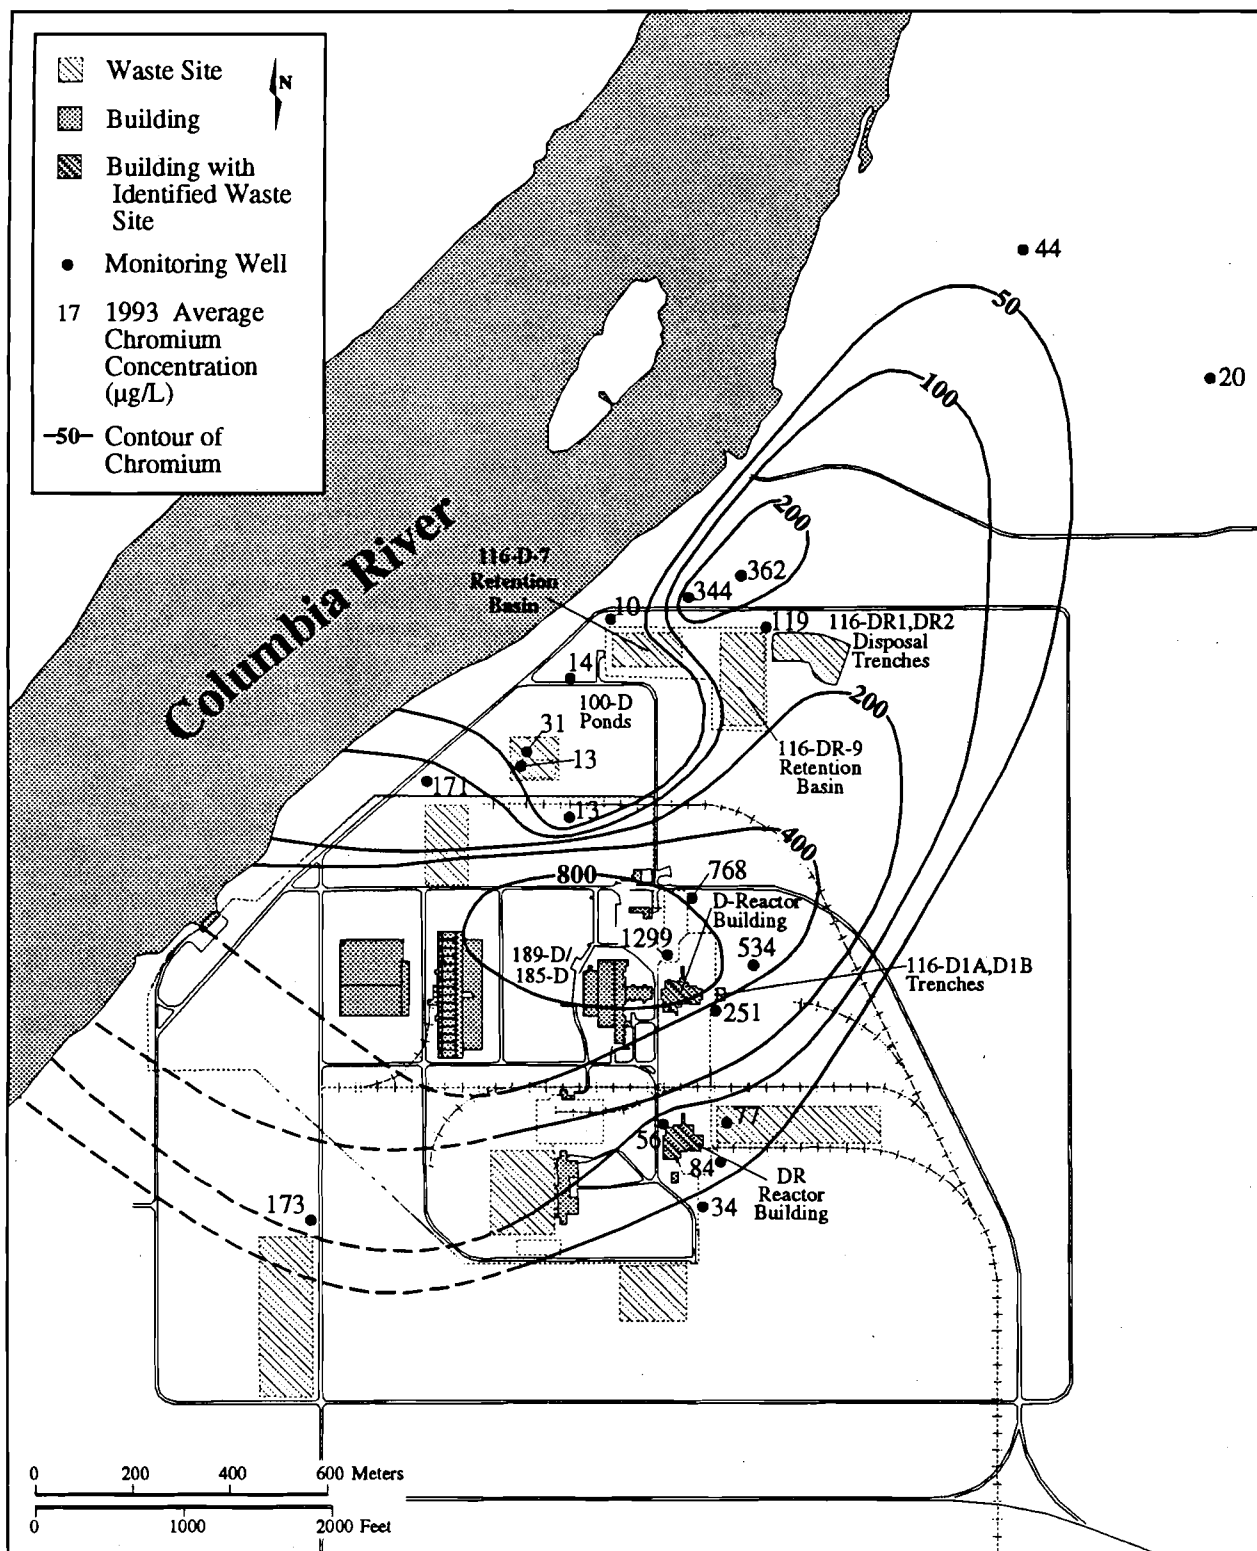 Waste Site
N
Building
Building with
Identified Waste
Site
Monitoring Well
17 1993 Average
Chromium
Concentration
(µg/L)
50 Contour of
Chromium
44
50
20
100
Columbia River
200
116-D-7
Retention
Basin
362
344
10
119
116-DR1,DR2
Disposal
Trenches
14
100-D
Ponds
200
31
13
116-DR-9
Retention
Basin
171
13
400
800
768
D-Reactor
Building
1299
534
189-D/
185-D
116-D1A,D1B
Trenches
251
77
56
84
DR
Reactor
Building
173
34
0 200 400 600 Meters
0 1000 2000 Feet